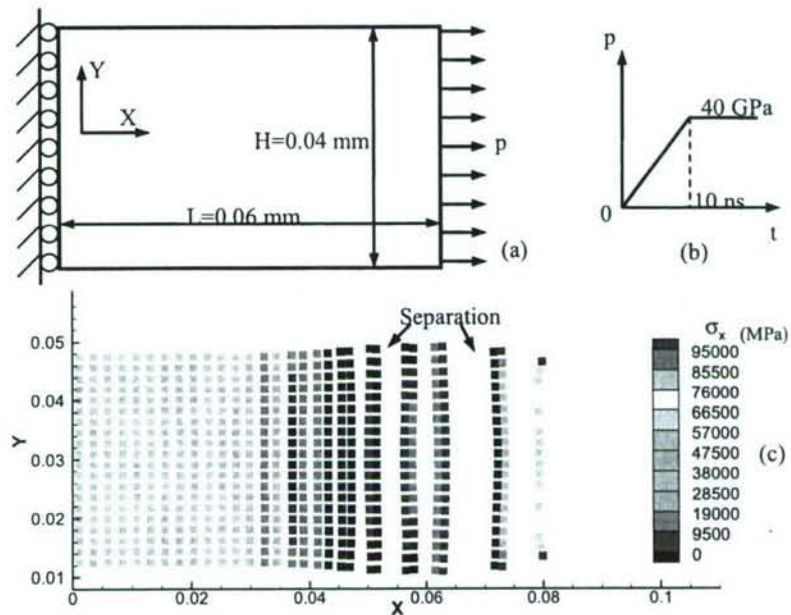 Y
X
H=0.04 mm
L=0.06 mm
p
(a)
p
40 GPa
0
10 ns
t
(b)
Separation
0.05
0.04
0.03
0.02
0.01
Y
0
0.02
0.04
0.06
0.08
0.1
X
σx (MPa)
95000
85500
76000
66500
57000
47500
38000
28500
19000
9500
0
(c)